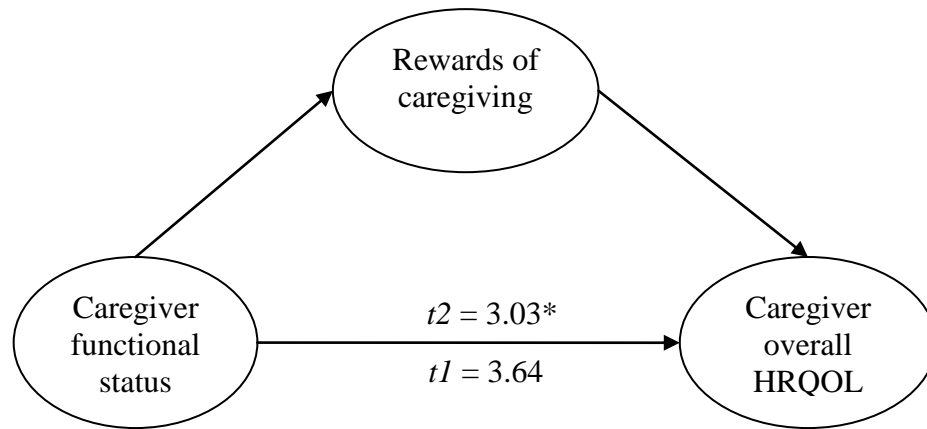 Rewards of
caregiving
Caregiver
functional
status
t2 = 3.03*
t1 = 3.64
Caregiver
overall
HRQOL